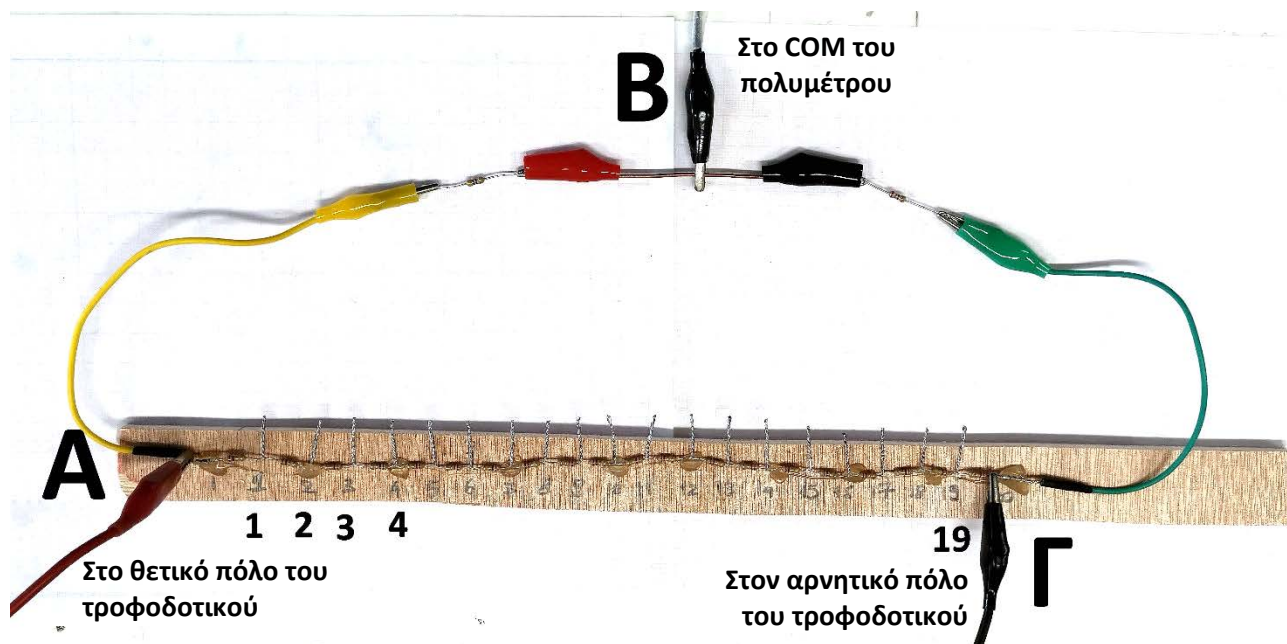 Β
Στο COM του
πολυμέτρου
Α
1 2 3 4
19
Γ
Στο θετικό πόλο του
τροφοδοτικού
Στον αρνητικό πόλο
του τροφοδοτικού